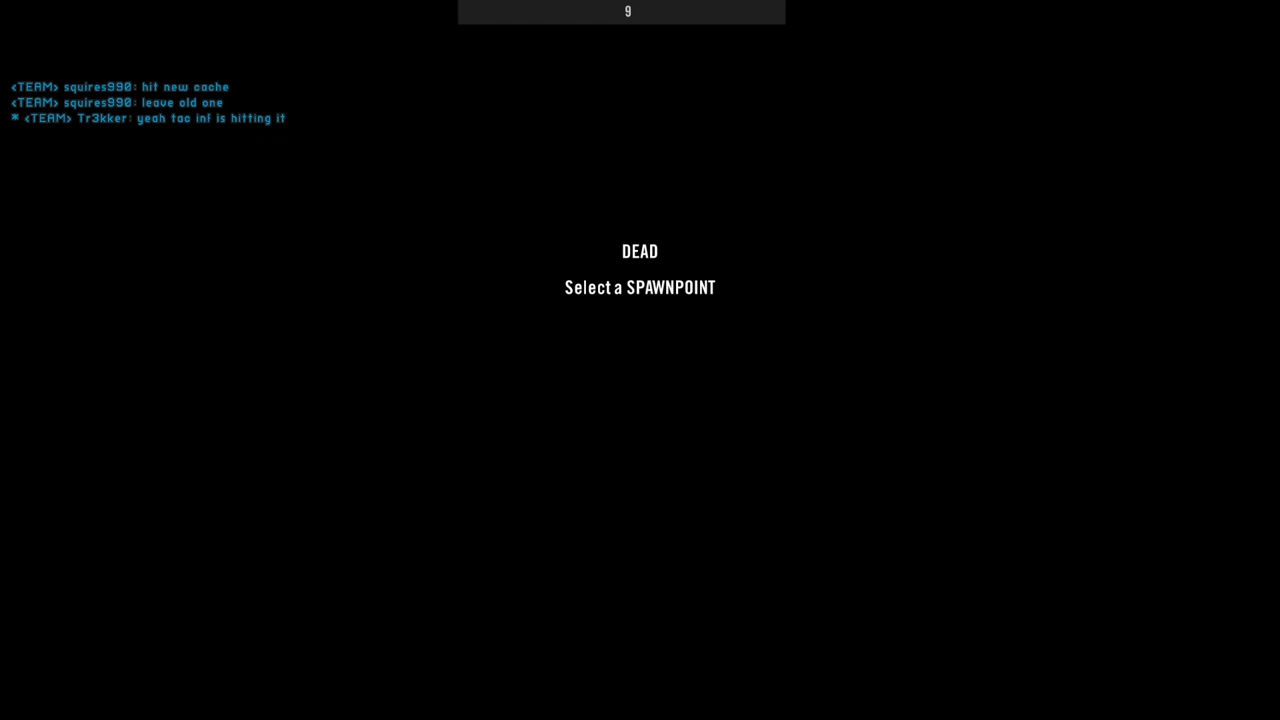 9
<TEAM> squires990: hit new cache
<TEAM> squires990: leave old one
* <TEAM> Tr3kker: yeah tac inf is hitting it
DEAD
Select a SPAWNPOINT